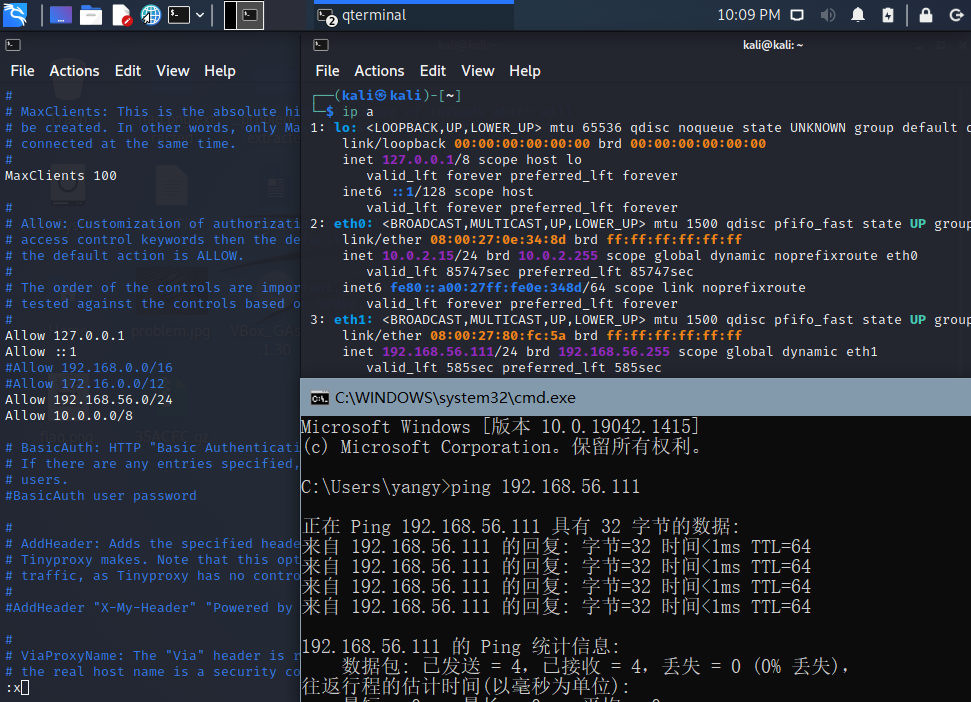 qterminal
10:09 PM
File Actions Edit View Help
#
# MaxClients: This is the absolute hi
# be created. In other words, only Ma
# connected at the same time.
#
MaxClients 100
#
# Allow: Customization of authorizati
# access control keywords then the de
# the default action is ALLOW.
#
# The order of the controls are impor
# tested against the controls based o
#
Allow 127.0.0.1
Allow ::1
#Allow 192.168.0.0/16
#Allow 172.16.0.0/12
Allow 192.168.56.0/24
Allow 10.0.0.0/8
# BasicAuth: HTTP "Basic Authenticati
# If there are any entries specified,
# users.
#BasicAuth user password
#
# AddHeader: Adds the specified heade
# Tinyproxy makes. Note that this opt
# traffic, as Tinyproxy has no contro
#
#AddHeader "X-My-Header" "Powered by
#
# ViaProxyName: The "Via" header is r
# the real host name is a security co
:x
kali@kali: ~
File Actions Edit View Help
┌──(kali㉿kali)-[~]
└─$ ip a
1: lo: <LOOPBACK,UP,LOWER_UP> mtu 65536 qdisc noqueue state UNKNOWN group default q
link/loopback 00:00:00:00:00:00 brd 00:00:00:00:00:00
inet 127.0.0.1/8 scope host lo
valid_lft forever preferred_lft forever
inet6 ::1/128 scope host
valid_lft forever preferred_lft forever
2: eth0: <BROADCAST,MULTICAST,UP,LOWER_UP> mtu 1500 qdisc pfifo_fast state UP group
link/ether 08:00:27:0e:34:8d brd ff:ff:ff:ff:ff:ff
inet 10.0.2.15/24 brd 10.0.2.255 scope global dynamic noprefixroute eth0
valid_lft 85747sec preferred_lft 85747sec
inet6 fe80::a00:27ff:fe0e:348d/64 scope link noprefixroute
valid_lft forever preferred_lft forever
3: eth1: <BROADCAST,MULTICAST,UP,LOWER_UP> mtu 1500 qdisc pfifo_fast state UP group
link/ether 08:00:27:80:fc:5a brd ff:ff:ff:ff:ff:ff
inet 192.168.56.111/24 brd 192.168.56.255 scope global dynamic eth1
valid_lft 585sec preferred_lft 585sec
C:\WINDOWS\system32\cmd.exe
Microsoft Windows [版本 10.0.19042.1415]
(c) Microsoft Corporation。保留所有权利。
C:\Users\yangy>ping 192.168.56.111
正在 Ping 192.168.56.111 具有 32 字节的数据:
来自 192.168.56.111 的回复: 字节=32 时间<1ms TTL=64
来自 192.168.56.111 的回复: 字节=32 时间<1ms TTL=64
来自 192.168.56.111 的回复: 字节=32 时间<1ms TTL=64
来自 192.168.56.111 的回复: 字节=32 时间<1ms TTL=64
192.168.56.111 的 Ping 统计信息:
数据包: 已发送 = 4，已接收 = 4，丢失 = 0 (0% 丢失)，
往返行程的估计时间(以毫秒为单位):